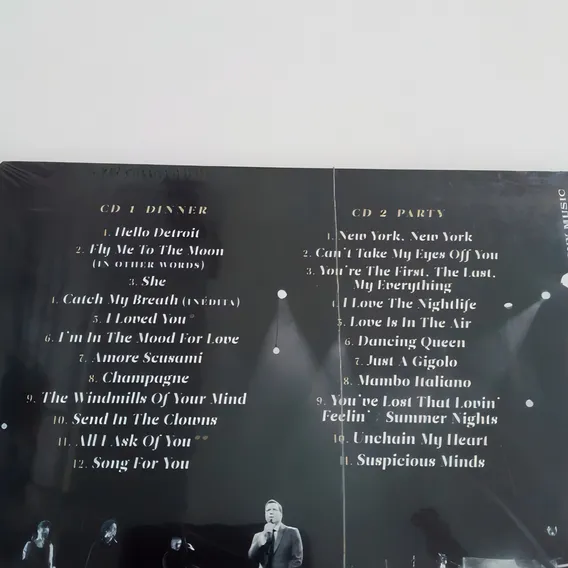 CD 1 DINNER
1. Hello Detroit
2. Fly Me To The Moon
(IN OTHER WORDS)
3. She
4. Catch My Breath (INÉDITA)
5. I Loved You*
6. I'm In The Mood For Love
7. Amore Scusami
8. Champagne
9. The Windmills Of Your Mind
10. Send In The Clowns
11. All I Ask Of You**
12. Song For You
CD 2 PARTY
1. New York, New York
2. Can't Take My Eyes Off You
3. You're The First, The Last,
My Everything
4. I Love The Nightlife
5. Love Is In The Air
6. Dancing Queen
7. Just A Gigolo
8. Mambo Italiano
9. You've Lost That Lovin'
Feelin' / Summer Nights
10. Unchain My Heart
11. Suspicious Minds
MUSIC